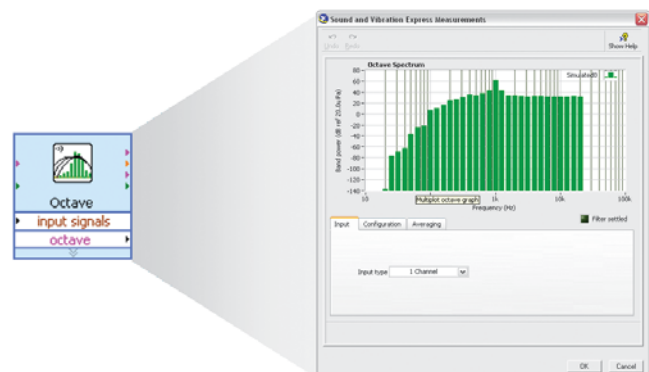 Octave
input signals
octave
Sound and Vibration Express Measurements
Undo Redo
Show Help
Octave Spectrum
Simulated0
Band power (dB ref 20.0u Pa)
80
60
40
20
0
-20
-40
-60
-80
-100
-120
-140
10 1k 10k 100k
Multiplot octave graph
Frequency (Hz)
Filter settled
Input Configuration Averaging
Input type 1 Channel
OK Cancel